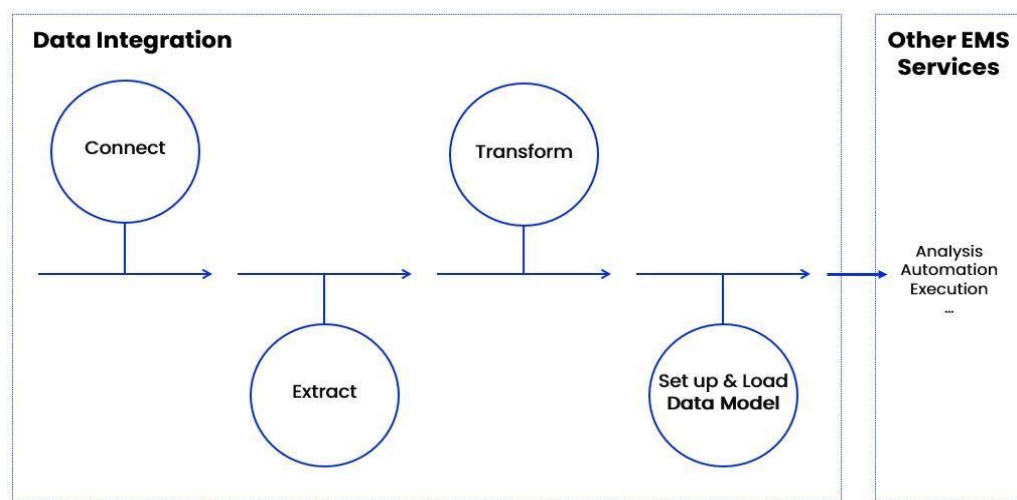 Data Integration
Connect
Extract
Transform
Set up & Load
Data Model
Other EMS
Services
Analysis
Automation
Execution
...